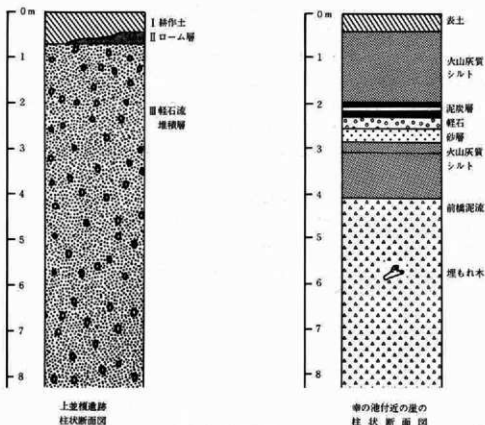 0m
1
2
3
4
5
6
7
8
I 耕作土
II ローム層
III 軽石流
堆積層
上並榎遺跡
柱状断面図
0m
1
2
3
4
5
6
7
8
表土
火山灰質
シルト
泥炭層
軽石
砂層
火山灰質
シルト
前橋泥流
埋もれ木
幸の池付近の崖の
柱状断面図